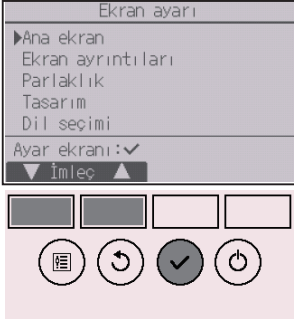 Ekran ayarı
▶Ana ekran
Ekran ayrıntıları
Parlaklık
Tasarım
Dil seçimi
Ayar ekranı:✓
▼ İmleç ▲